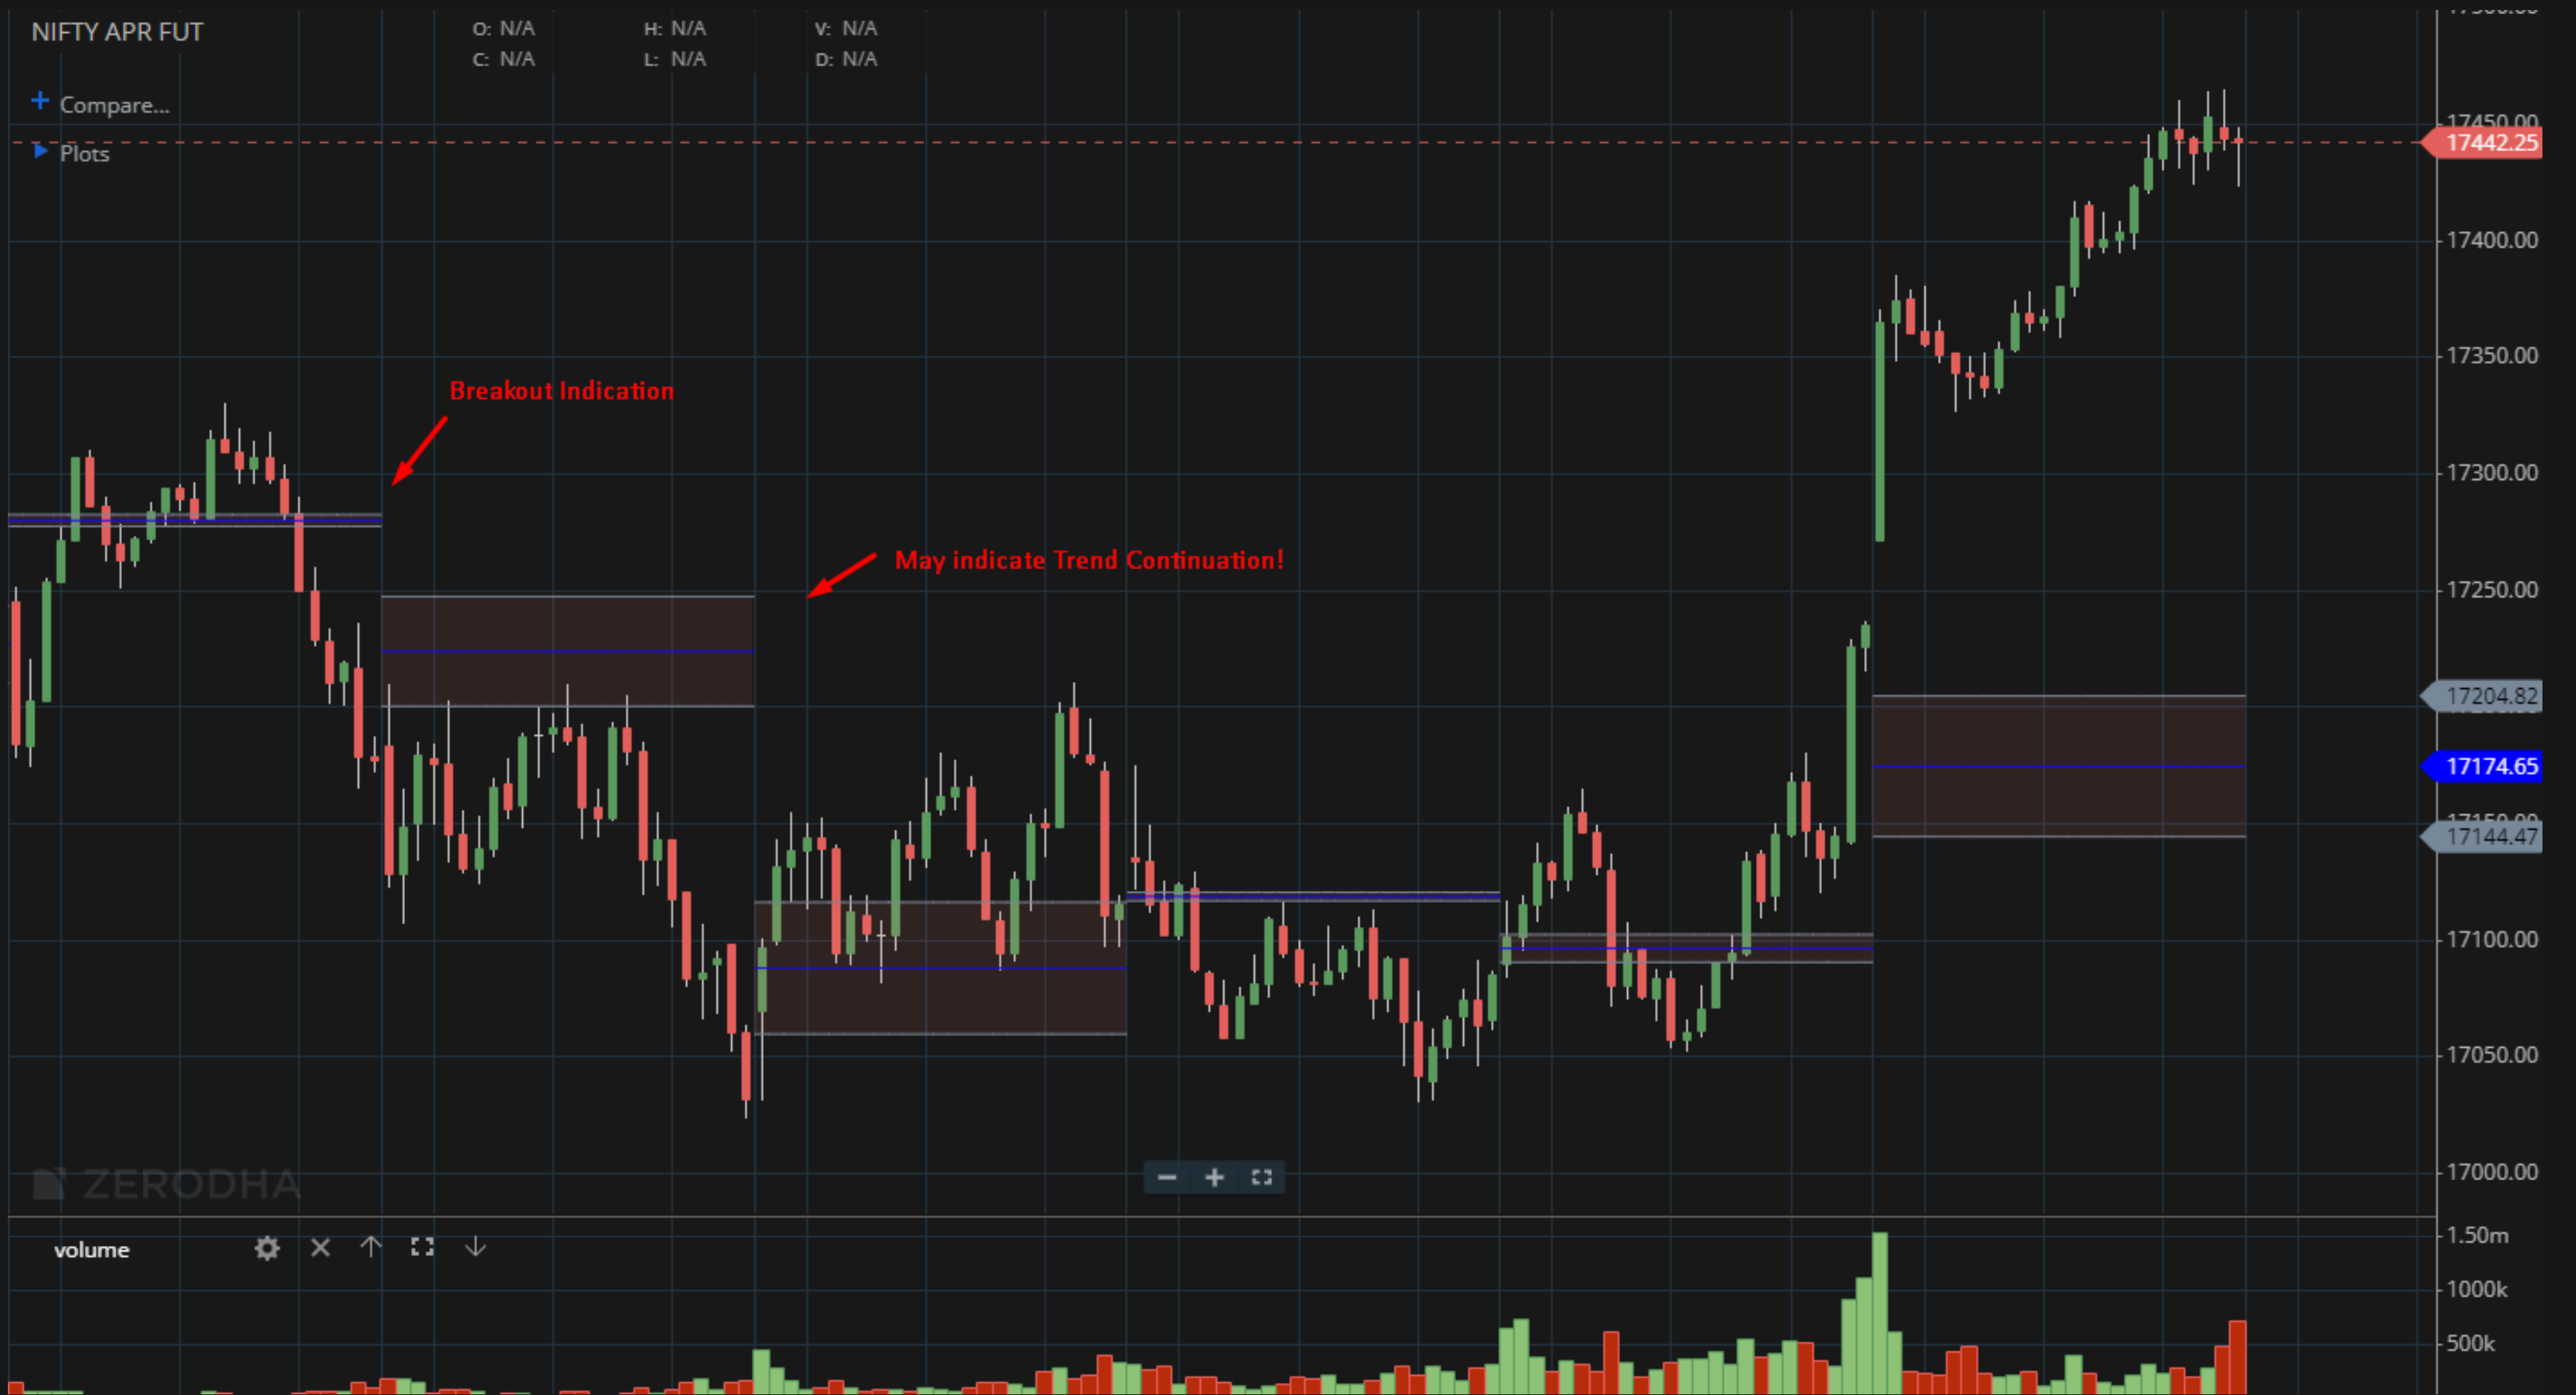 NIFTY APR FUT
O: N/A H: N/A V: N/A
C: N/A L: N/A D: N/A
+ Compare...
Plots
17450.00
17442.25
17400.00
17350.00
Breakout Indication
17300.00
May indicate Trend Continuation!
17250.00
17204.82
17174.65
17150.00
17144.47
17100.00
17050.00
17000.00
ZERODHA
volume
1.50m
1000k
500k